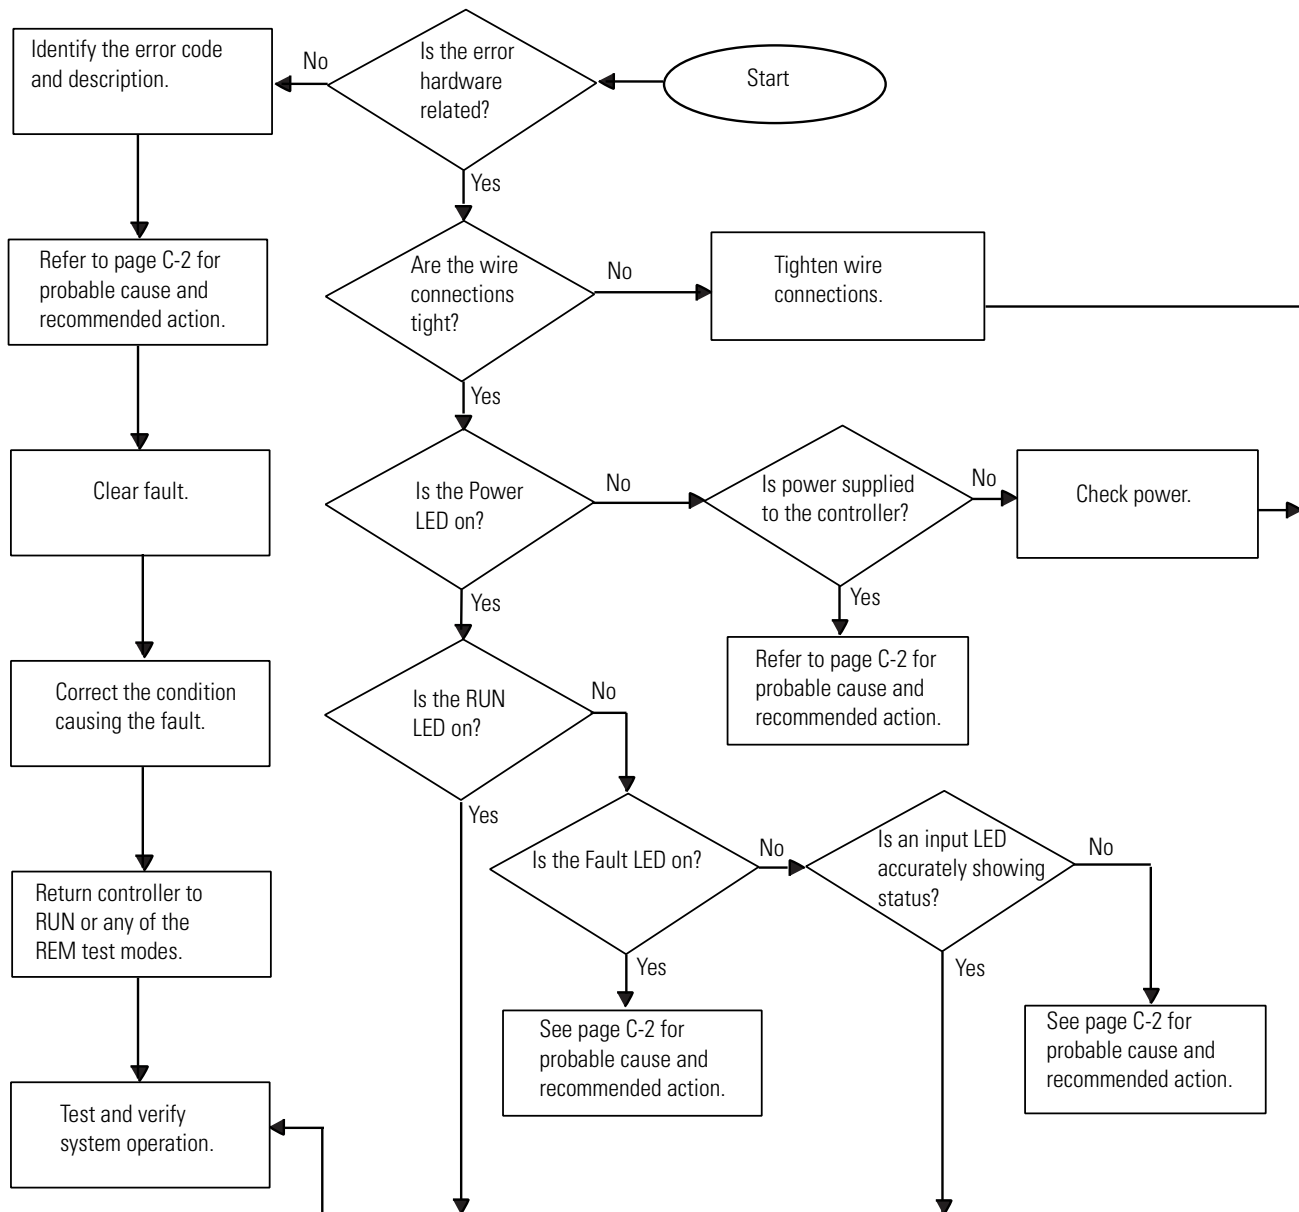 Identify the error code
and description.
No
Is the error
hardware
related?
Start
Yes
Refer to page C-2 for
probable cause and
recommended action.
Are the wire
connections
tight?
No
Tighten wire
connections.
Yes
Clear fault.
Is the Power
LED on?
No
Is power supplied
to the controller?
No
Check power.
Yes
Yes
Refer to page C-2 for
probable cause and
recommended action.
Correct the condition
causing the fault.
Is the RUN
LED on?
No
Yes
Is the Fault LED on?
No
Is an input LED
accurately showing
status?
No
Return controller to
RUN or any of the
REM test modes.
Yes
Yes
See page C-2 for
probable cause and
recommended action.
See page C-2 for
probable cause and
recommended action.
Test and verify
system operation.